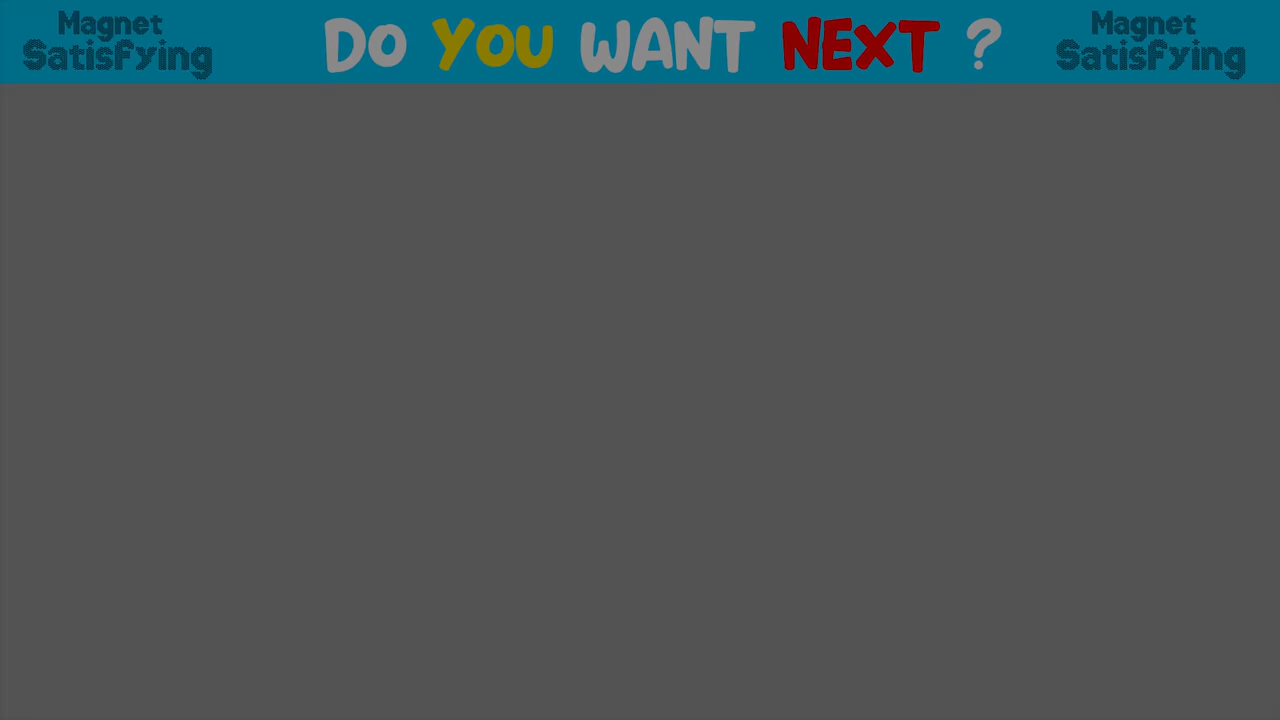 Magnet
Satisfying
DO YOU WANT NEXT ?
Magnet
Satisfying